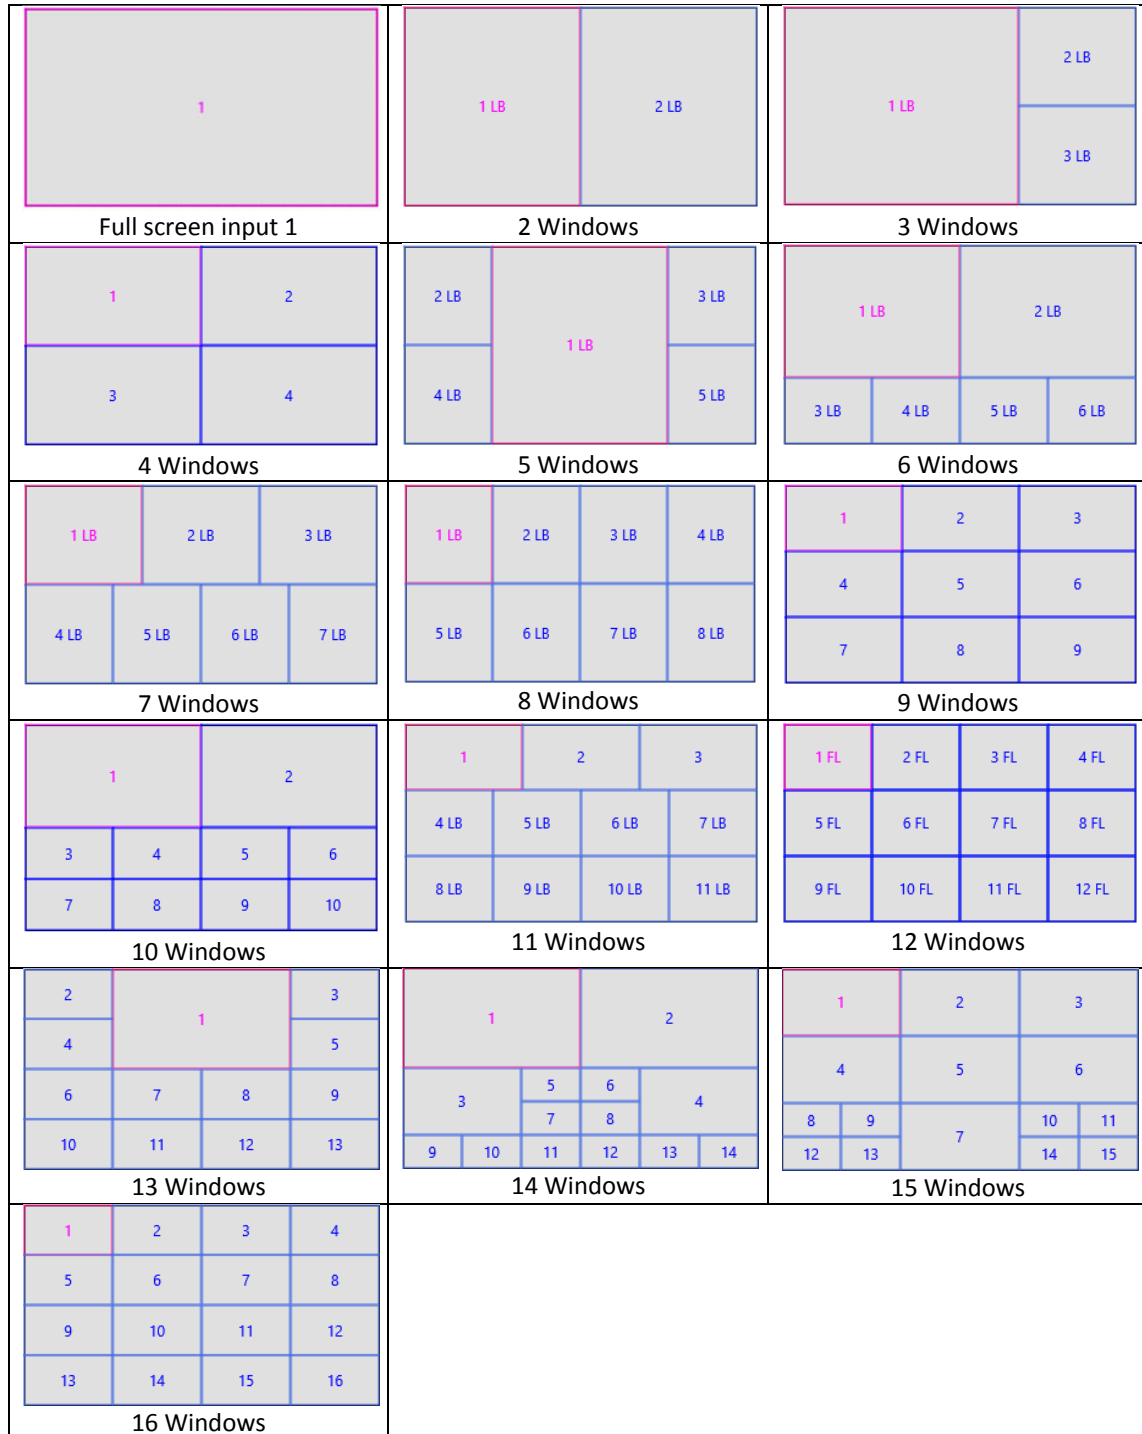 1
Full screen input 1
1 LB 2 LB
2 Windows
2 LB
1 LB
3 LB
3 Windows
1 2
3 4
4 Windows
2 LB 3 LB
1 LB
4 LB 5 LB
5 Windows
1 LB 2 LB
3 LB 4 LB 5 LB 6 LB
6 Windows
1 LB 2 LB 3 LB
4 LB 5 LB 6 LB 7 LB
7 Windows
1 LB 2 LB 3 LB 4 LB
5 LB 6 LB 7 LB 8 LB
8 Windows
1 2 3
4 5 6
7 8 9
9 Windows
1 2
3 4 5 6
7 8 9 10
10 Windows
1 2 3
4 LB 5 LB 6 LB 7 LB
8 LB 9 LB 10 LB 11 LB
11 Windows
1 FL 2 FL 3 FL 4 FL
5 FL 6 FL 7 FL 8 FL
9 FL 10 FL 11 FL 12 FL
12 Windows
2 3
1
4 5
6 7 8 9
10 11 12 13
13 Windows
1 2
5 6
3 4
7 8
9 10 11 12 13 14
14 Windows
1 2 3
4 5 6
8 9 10 11
7
12 13 14 15
15 Windows
1 2 3 4
5 6 7 8
9 10 11 12
13 14 15 16
16 Windows